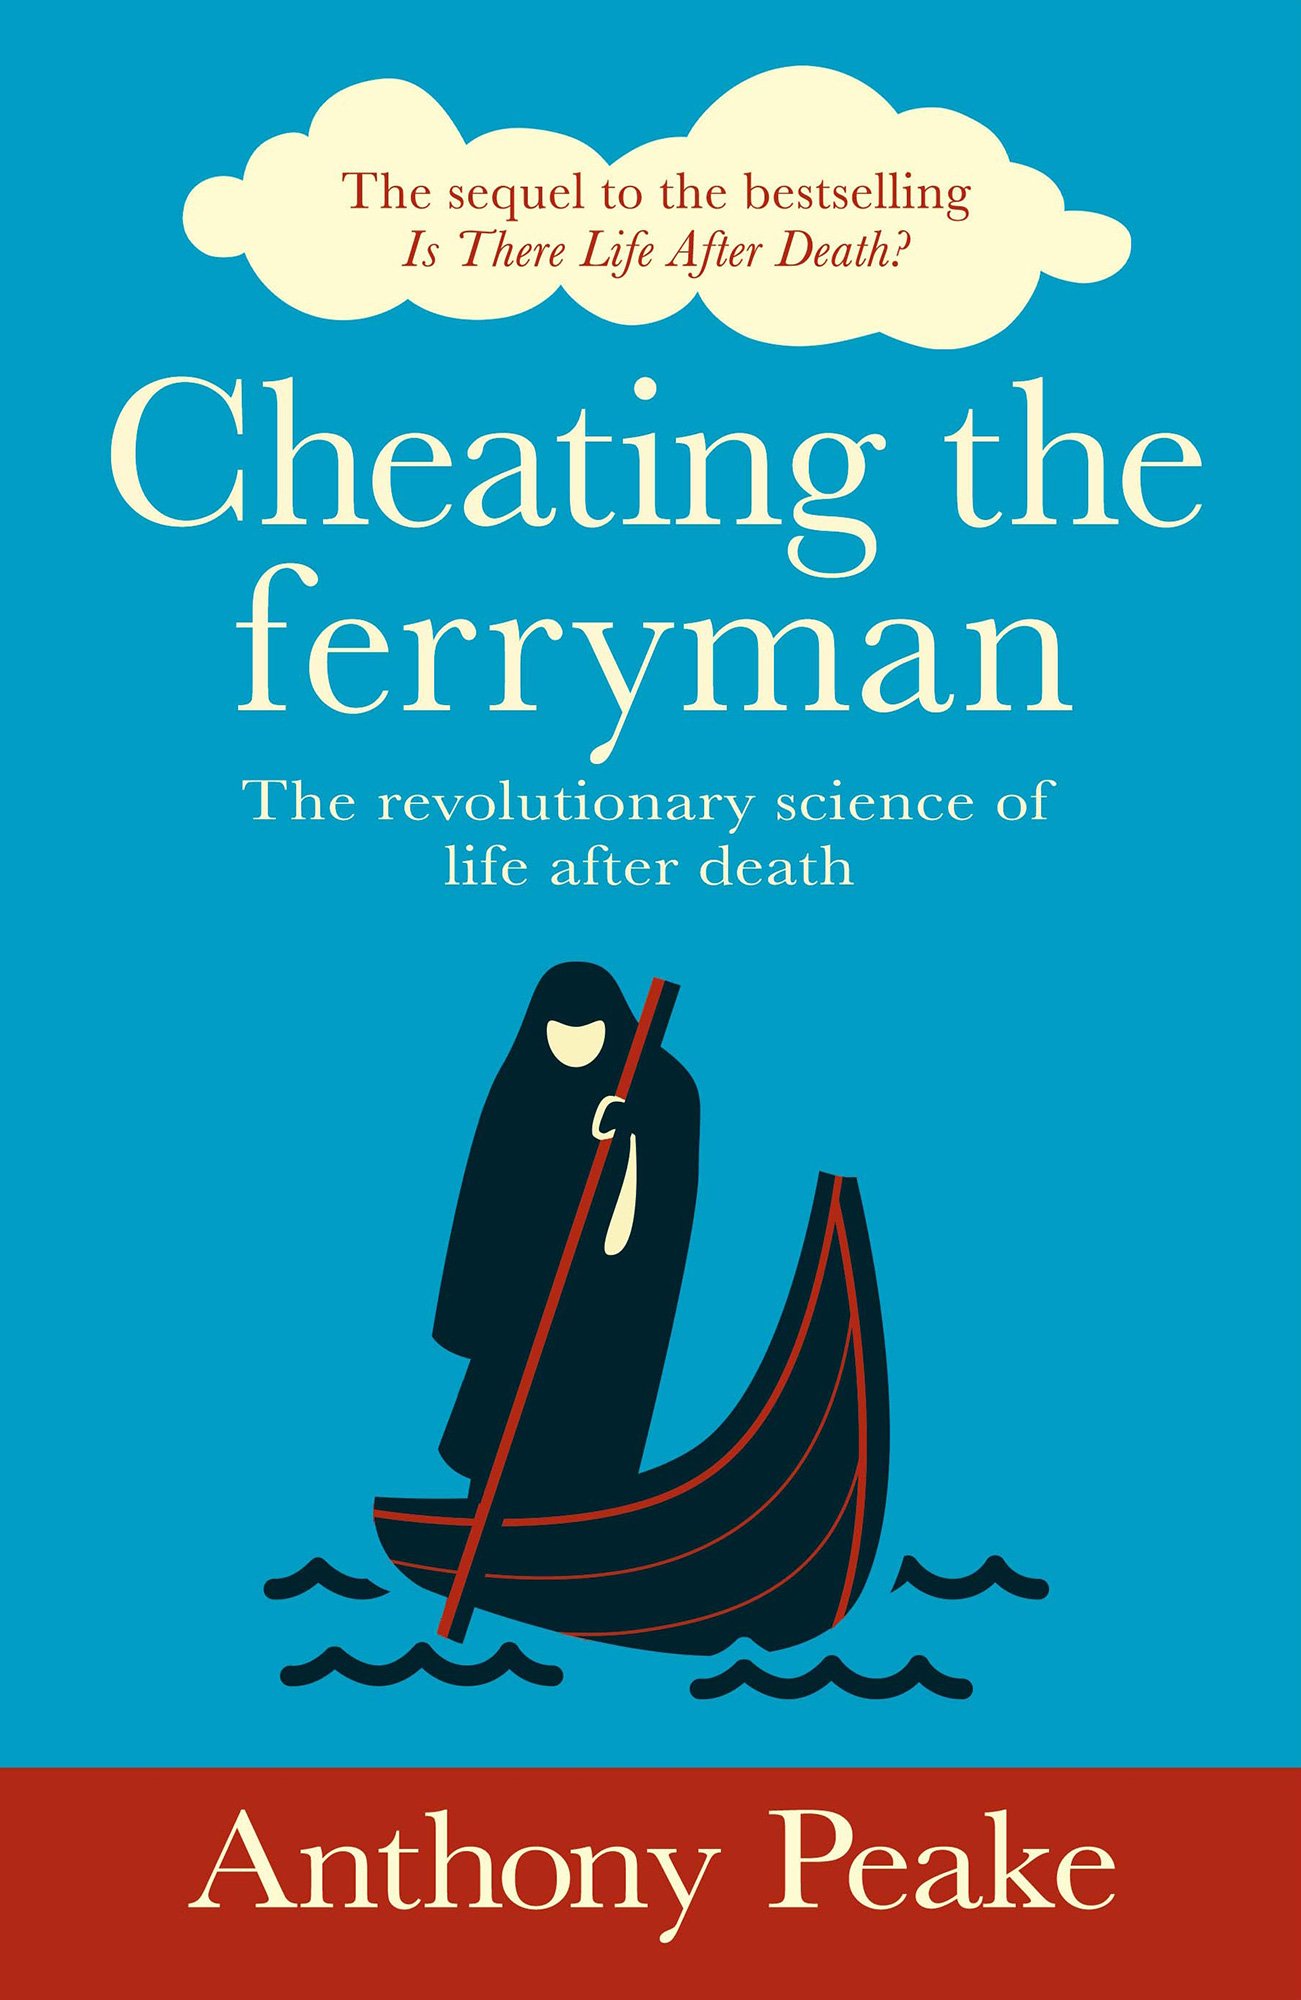 The sequel to the bestselling
Is There Life After Death?
Cheating the
ferryman
The revolutionary science of
life after death
Anthony Peake